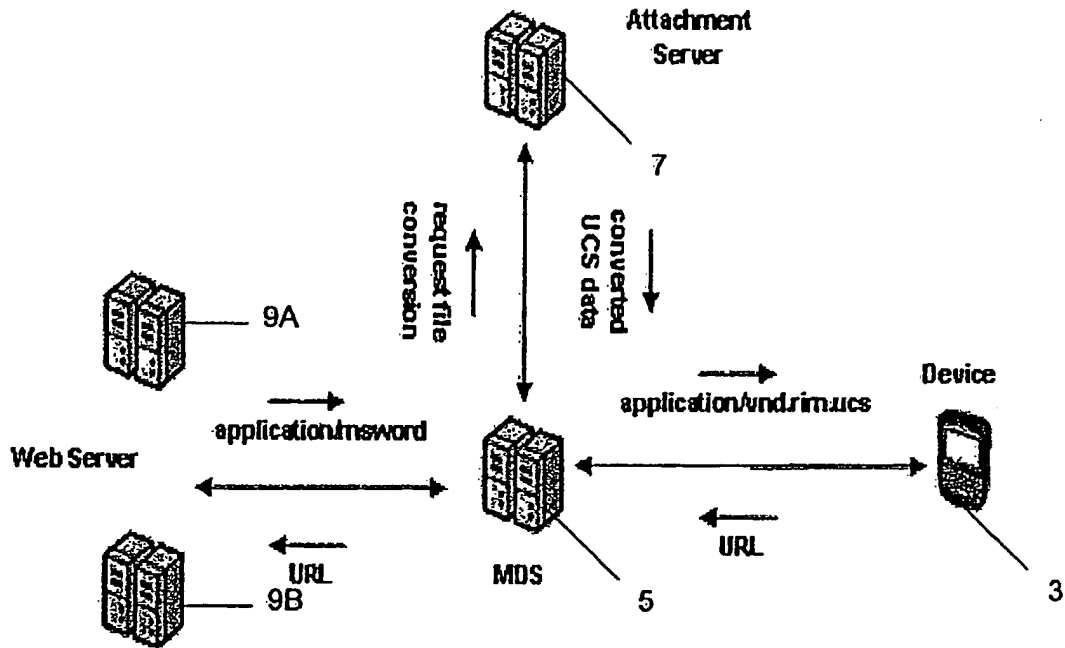 Attachment
Server
7
request file
conversion
converted
UCS data
9A
application/msword
application/vnd.rim.ucs
Device
Web Server
URL
MDS
URL
9B
5
3